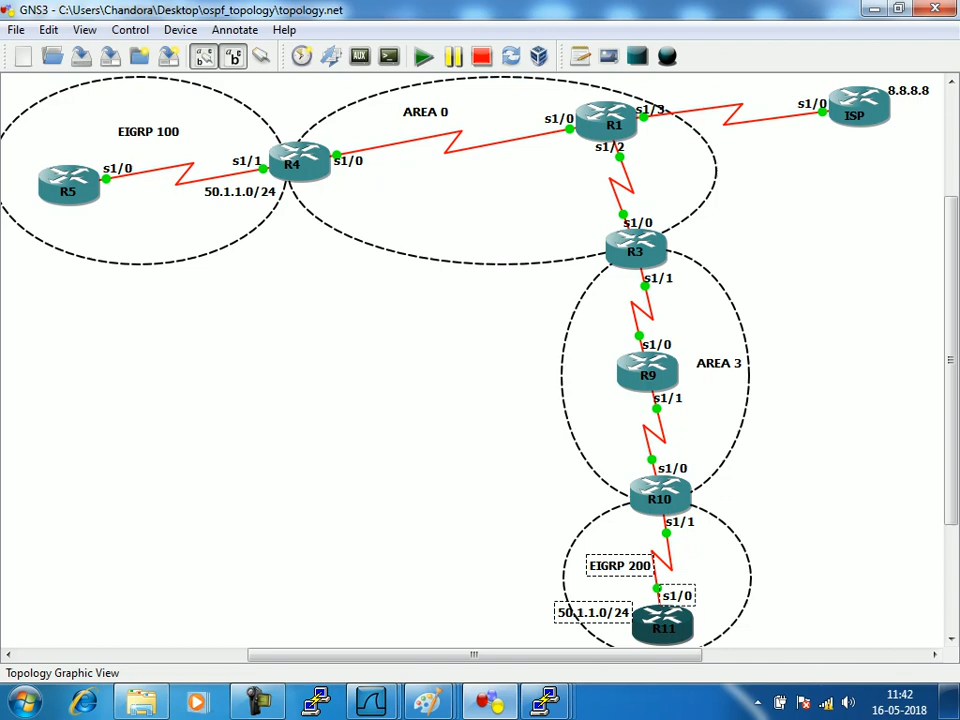 GNS3 - C:\Users\Chandora\Desktop\ospf_topology\topology.net
File Edit View Control Device Annotate Help
AUX
8.8.8.8
AREA 0
s1/3
s1/0
ISP
s1/0
R1
EIGRP 100
s1/2
s1/1
R4
s1/0
s1/0
R5
50.1.1.0/24
s1/0
R3
s1/1
s1/0
AREA 3
R9
s1/1
s1/0
R10
s1/1
EIGRP 200
s1/0
50.1.1.0/24
R11
Topology Graphic View
11:42
16-05-2018